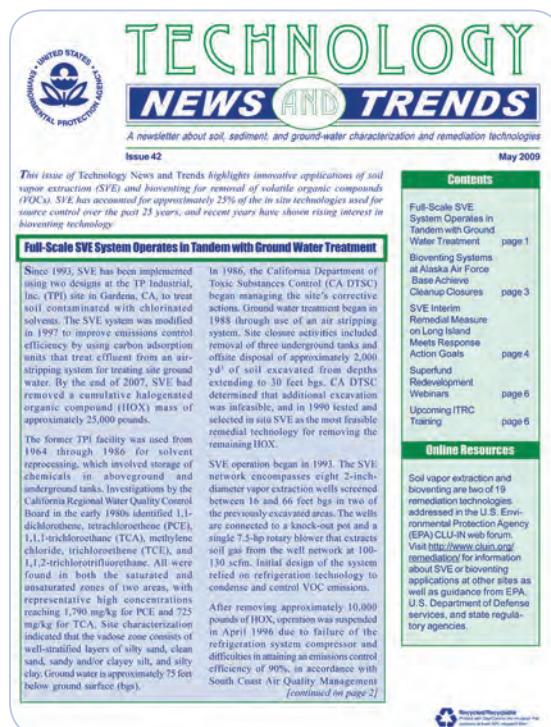 UNITED STATES
ENVIRONMENTAL PROTECTION AGENCY
TECHNOLOGY
NEWS AND TRENDS
A newsletter about soil, sediment, and ground-water characterization and remediation technologies
Issue 42
May 2009
This issue of Technology News and Trends highlights innovative applications of soil
vapor extraction (SVE) and bioventing for removal of volatile organic compounds
(VOCs). SVE has accounted for approximately 25% of the in situ technologies used for
source control over the past 25 years, and recent years have shown rising interest in
bioventing technology
Full-Scale SVE System Operates in Tandem with Ground Water Treatment
Since 1993, SVE has been implemented
using two designs at the TP Industrial,
Inc. (TPI) site in Gardena, CA, to treat
soil contaminated with chlorinated
solvents. The SVE system was modified
in 1997 to improve emissions control
efficiency by using carbon adsorption
units that treat effluent from an air-
stripping system for treating site ground
water. By the end of 2007, SVE had
removed a cumulative halogenated
organic compound (HOX) mass of
approximately 25,000 pounds.
The former TPI facility was used from
1964 through 1986 for solvent
reprocessing, which involved storage of
chemicals in aboveground and
underground tanks. Investigations by the
California Regional Water Quality Control
Board in the early 1980s identified 1,1-
dichlorothene, tetrachloroethene (PCE),
1,1,1-trichloroethane (TCA), methylene
chloride, trichloroethene (TCE), and
1,1,2-trichlorotrifluorethane. All were
found in both the saturated and
unsaturated zones of two areas, with
representative high concentrations
reaching 1,790 mg/kg for PCE and 725
mg/kg for TCA. Site characterization
indicated that the vadose zone consists of
well-stratified layers of silty sand, clean
sand, sandy and/or clayey silt, and silty
clay. Ground water is approximately 75 feet
below ground surface (bgs).
In 1986, the California Department of
Toxic Substances Control (CA DTSC)
began managing the site's corrective
actions. Ground water treatment began in
1988 through use of an air stripping
system. Site closure activities included
removal of three underground tanks and
offsite disposal of approximately 2,000
yd³ of soil excavated from depths
extending to 30 feet bgs. CA DTSC
determined that additional excavation
was infeasible, and in 1990 tested and
selected in situ SVE as the most feasible
remedial technology for removing the
remaining HOX.
SVE operation began in 1993. The SVE
network encompasses eight 2-inch-
diameter vapor extraction wells screened
between 16 and 66 feet bgs in two of
the previously excavated areas. The wells
are connected to a knock-out pot and a
single 7.5-hp rotary blower that extracts
soil gas from the well network at 100-
130 scfm. Initial design of the system
relied on refrigeration technology to
condense and control VOC emissions.
After removing approximately 10,000
pounds of HOX, operation was suspended
in April 1996 due to failure of the
refrigeration system compressor and
difficulties in attaining an emissions control
efficiency of 90%, in accordance with
South Coast Air Quality Management
[continued on page 2]
Contents
Full-Scale SVE
System Operates in
Tandem with Ground
Water Treatment page 1
Bioventing Systems
at Alaska Air Force
Base Achieve
Cleanup Closures page 3
SVE Interim
Remedial Measure
on Long Island
Meets Response
Action Goals page 4
Superfund
Redevelopment
Webinars page 6
Upcoming ITRC
Training page 6
Online Resources
Soil vapor extraction and
bioventing are two of 19
remediation technologies
addressed in the U.S. Envi-
ronmental Protection Agency
(EPA) CLU-IN web forum.
Visit http://www.cluin.org/
remediation/ for information
about SVE or bioventing
applications at other sites as
well as guidance from EPA,
U.S. Department of Defense
services, and state regula-
tory agencies.
Recycled/Recyclable